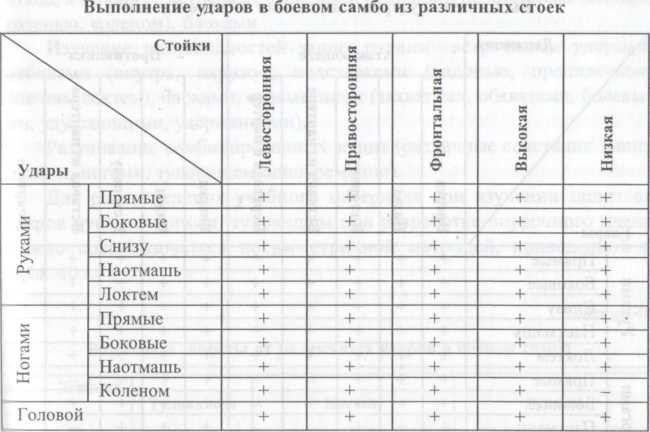 Выполнение ударов в боевом самбо из различных стоек
Стойки
Удары
Левосторонняя
Правосторонняя
Фронтальная
Высокая
Низкая
Руками
Прямые + + + + +
Боковые + + + + +
Снизу + + + + +
Наотмашь + + + + +
Локтем + + + + +
Ногами
Прямые + + + + +
Боковые + + + + +
Наотмашь + + + + +
Коленом + + + + –
Головой + + + + +